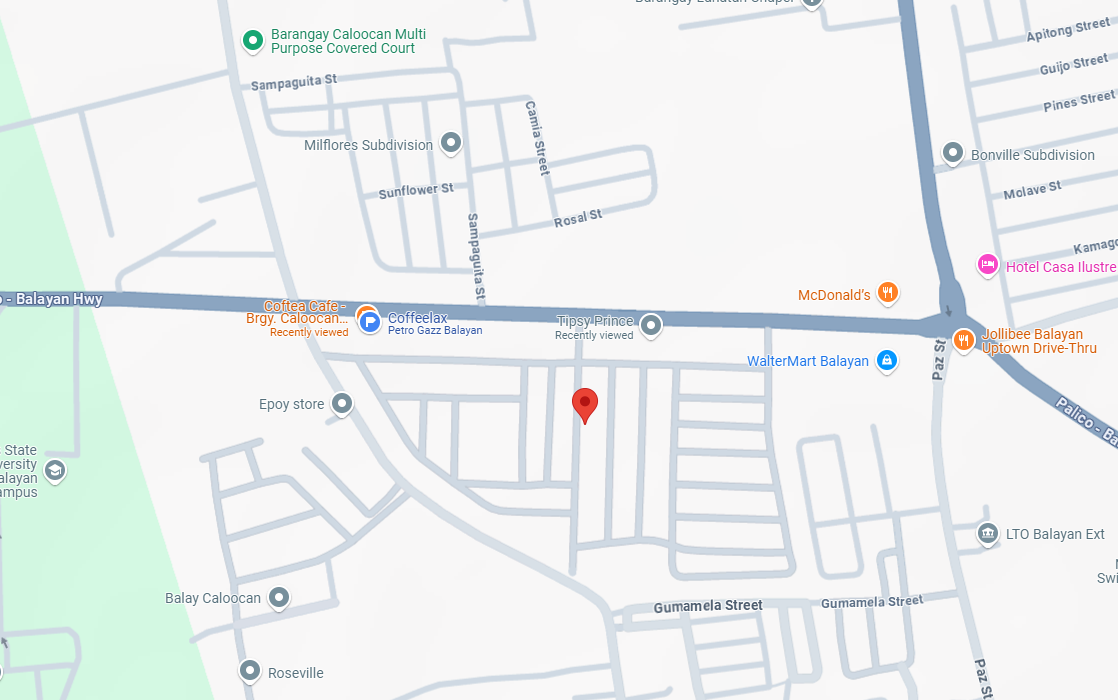 Barangay Caloocan Multi
Purpose Covered Court
Apitong Street
Guijo Street
Sampaguita St
Pines Street
Camia Street
Milflores Subdivision
Bonville Subdivision
Sunflower St
Molave St
Rosal St
Sampaguita St
Kamago
Hotel Casa Ilustre
McDonald's
- Balayan Hwy
Coftea Cafe -
Brgy. Caloocan...
Recently viewed
Coffeelax
Petro Gazz Balayan
Tipsy Prince
Recently viewed
Jollibee Balayan
Uptown Drive-Thru
WalterMart Balayan
Paz St
Epoy store
Palico - Ba
State
versity
alayan
ampus
LTO Balayan Ext
Swi
Balay Caloocan
Gumamela Street
Gumamela Street
Roseville
Paz St